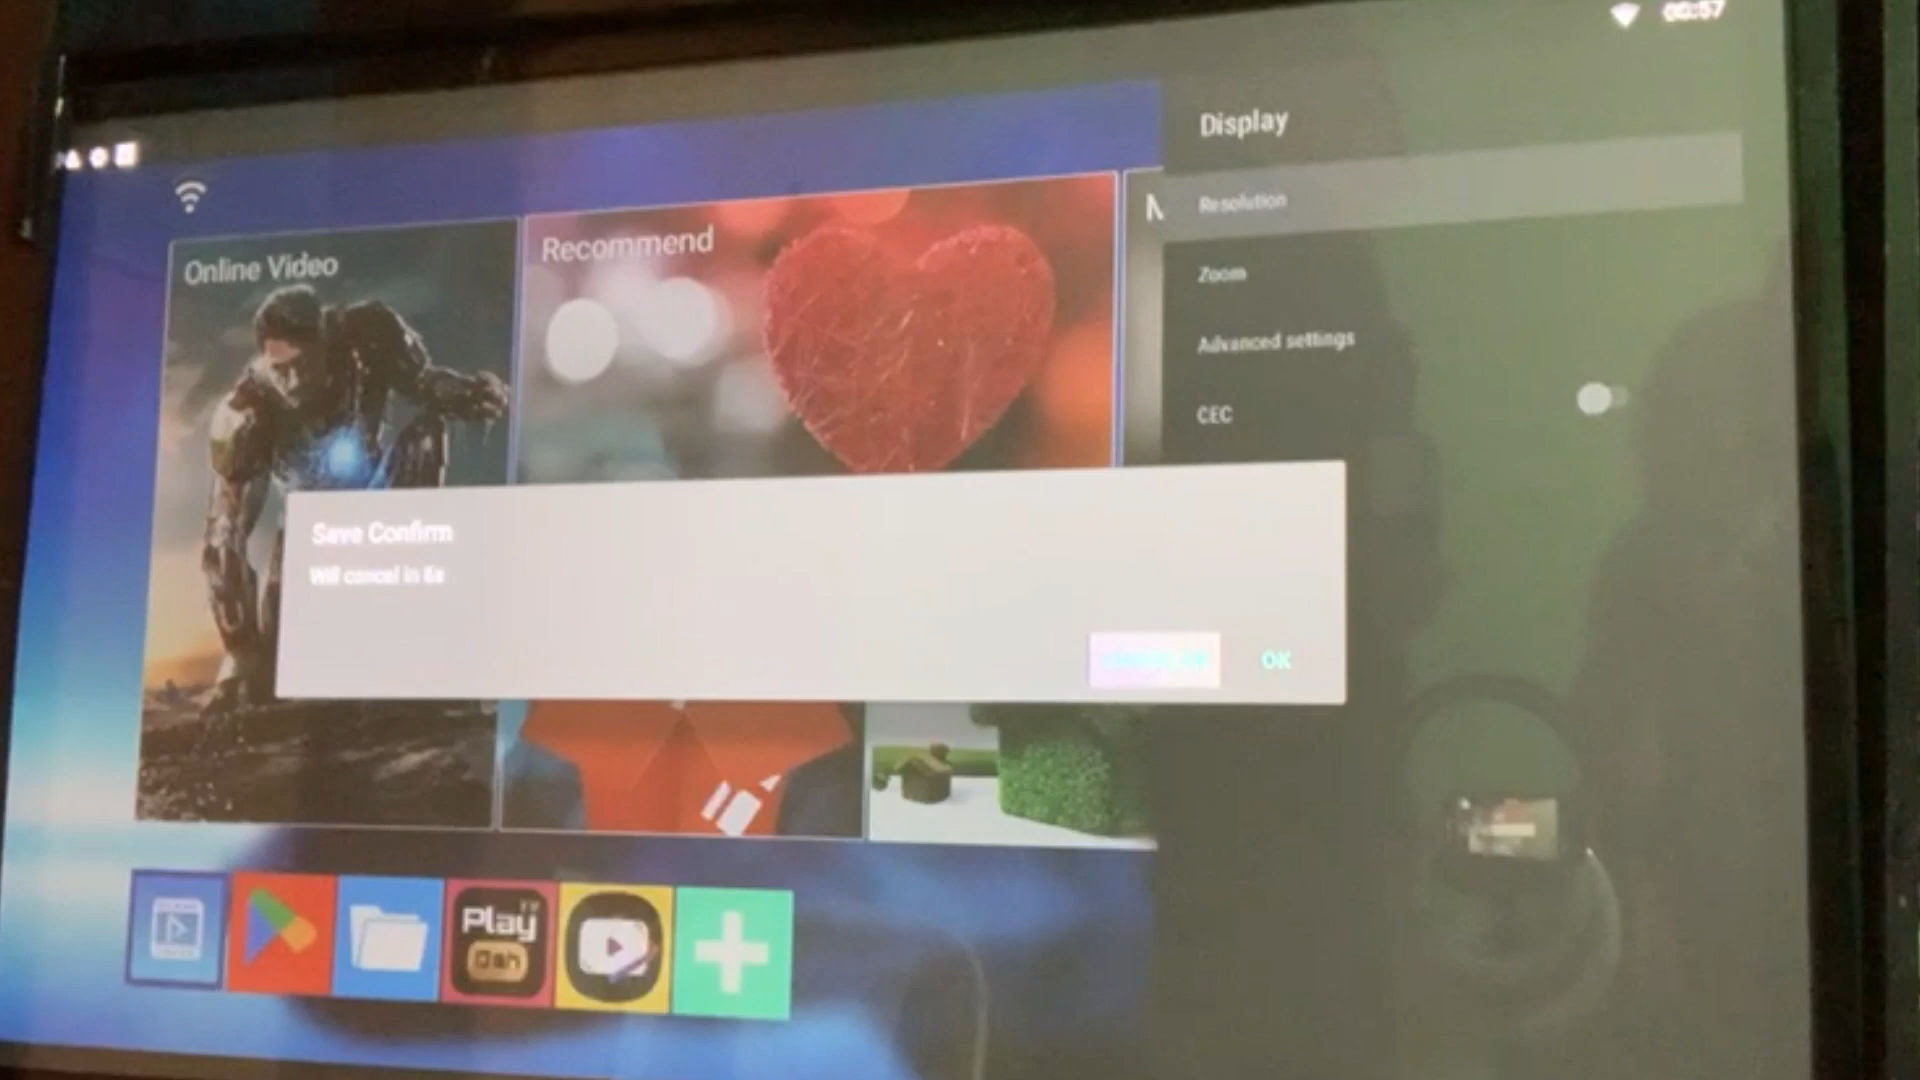 00:57
Display
Resolution
Zoom
Advanced settings
CEC
Online Video
Recommend
M
Save Confirm
Will cancel in 6s
OK
Play
TV